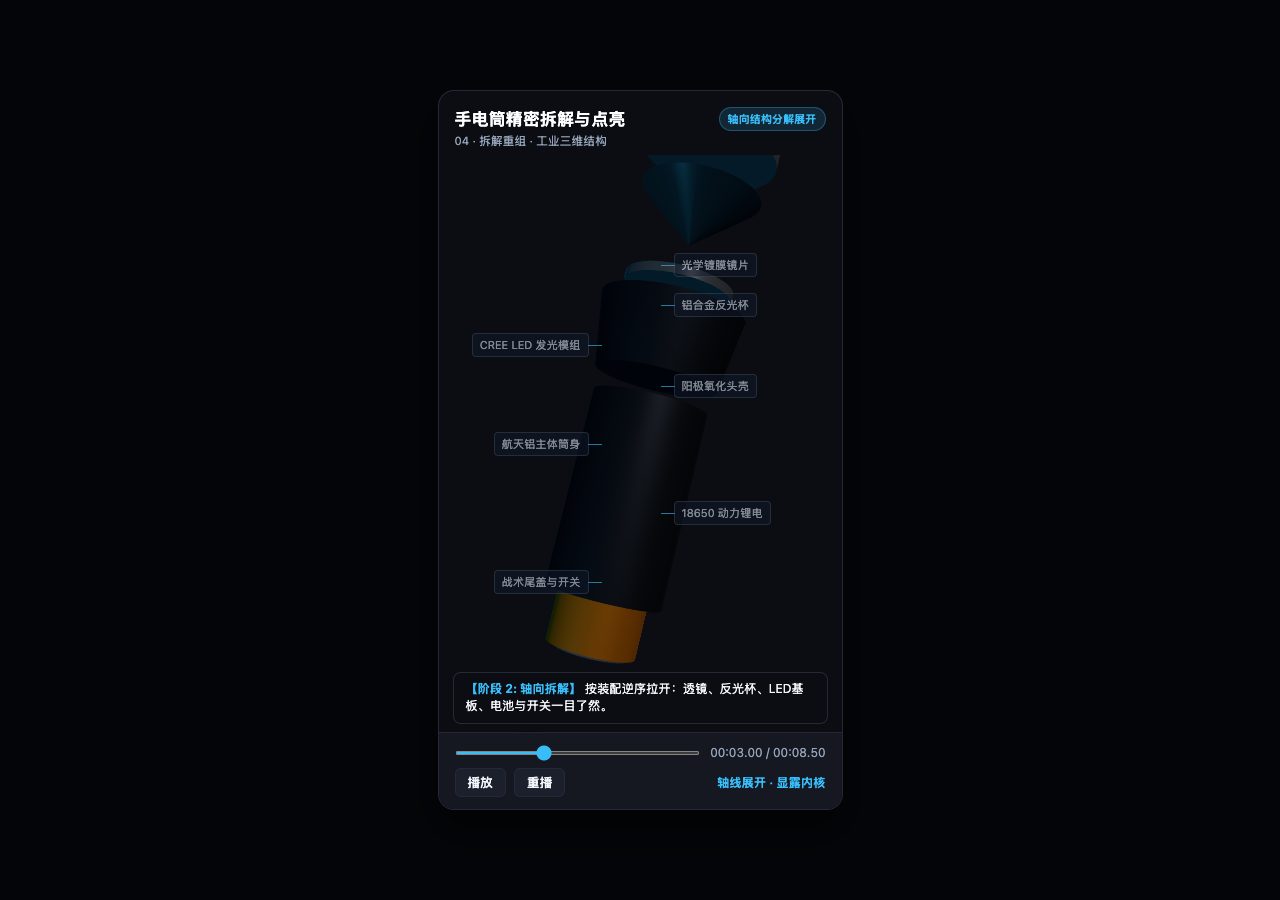 手电筒精密拆解与点亮
轴向结构分解展开
04 · 拆解重组 · 工业三维结构
光学镀膜镜片
铝合金反光杯
CREE LED 发光模组
阳极氧化头壳
航天铝主体筒身
18650 动力锂电
战术尾盖与开关
【阶段 2: 轴向拆解】 按装配逆序拉开：透镜、反光杯、LED基
板、电池与开关一目了然。
00:03.00 / 00:08.50
播放
重播
轴线展开 · 显露内核